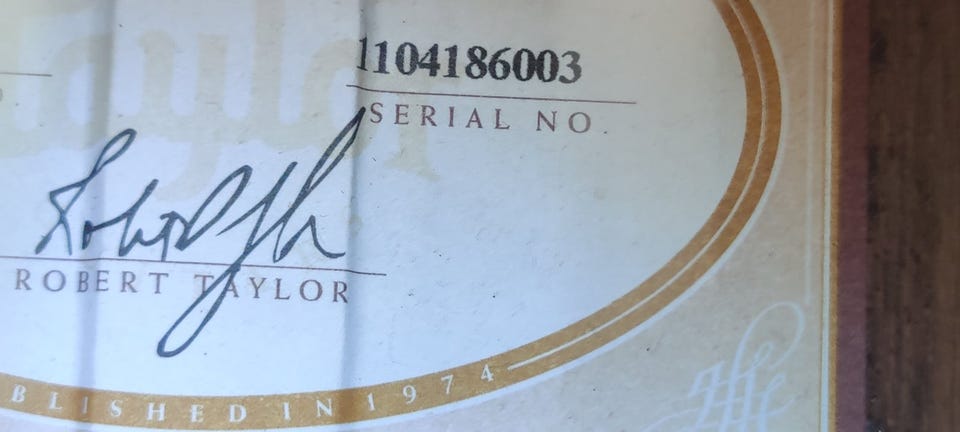 1104186003
SERIAL NO.
ROBERT TAYLOR
BLISHED IN 1974